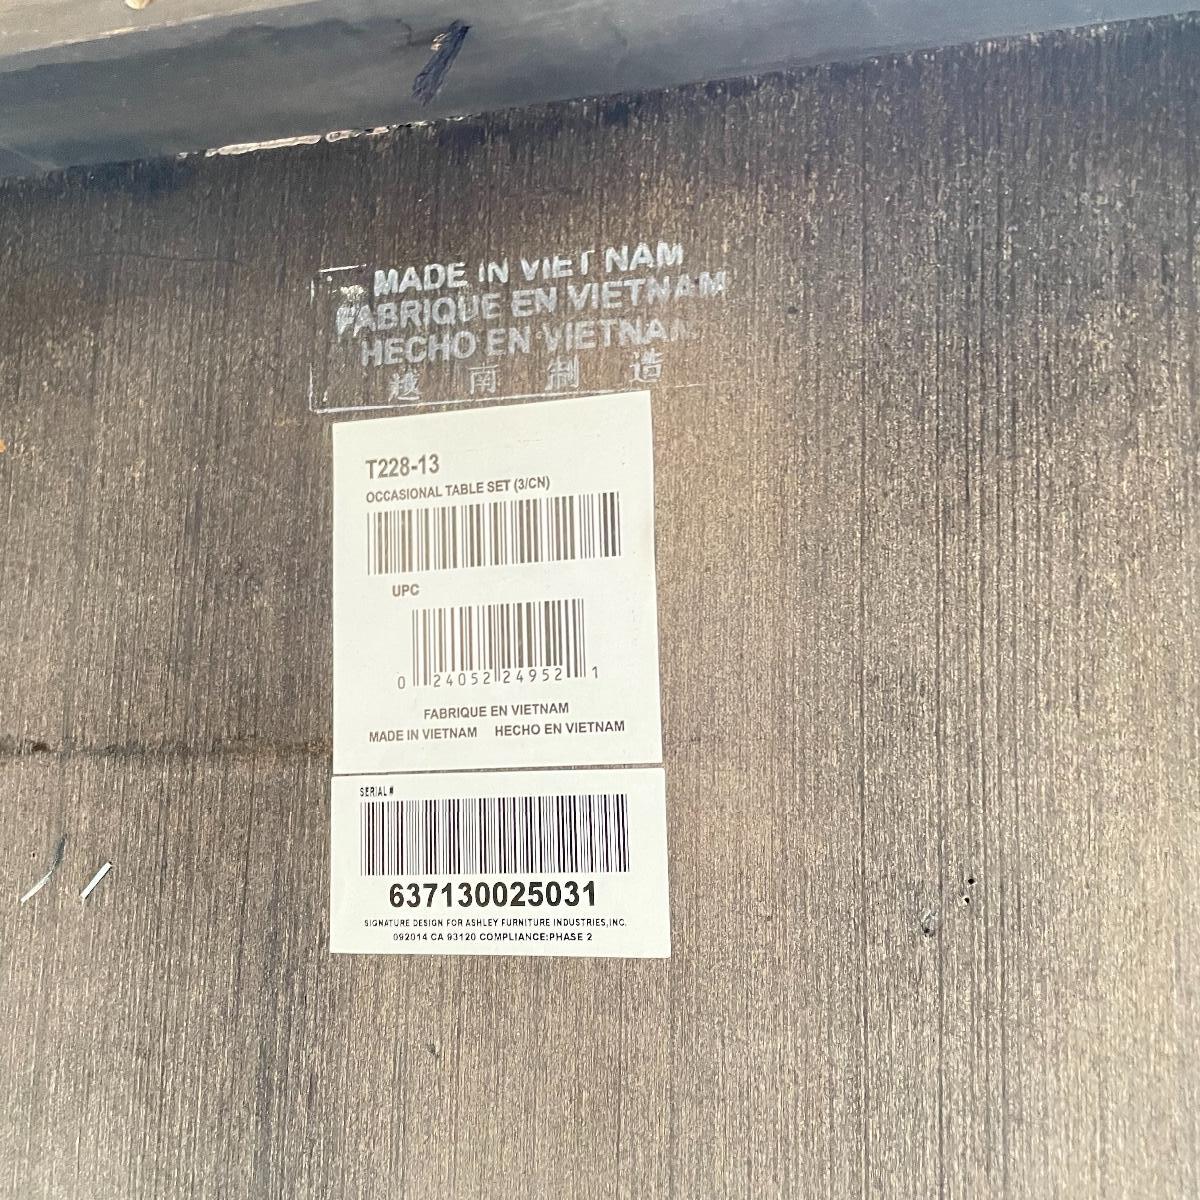 MADE IN VIET NAM
FABRIQUE EN VIETNAM
HECHO EN VIETNAM
越南制造
T228-13
OCCASIONAL TABLE SET (3/CN)
UPC
0 24052 24952 1
FABRIQUE EN VIETNAM
MADE IN VIETNAM HECHO EN VIETNAM
SERIAL#
637130025031
SIGNATURE DESIGN FOR ASHLEY FURNITURE INDUSTRIES,INC.
092014 CA 93120 COMPLIANCE:PHASE 2